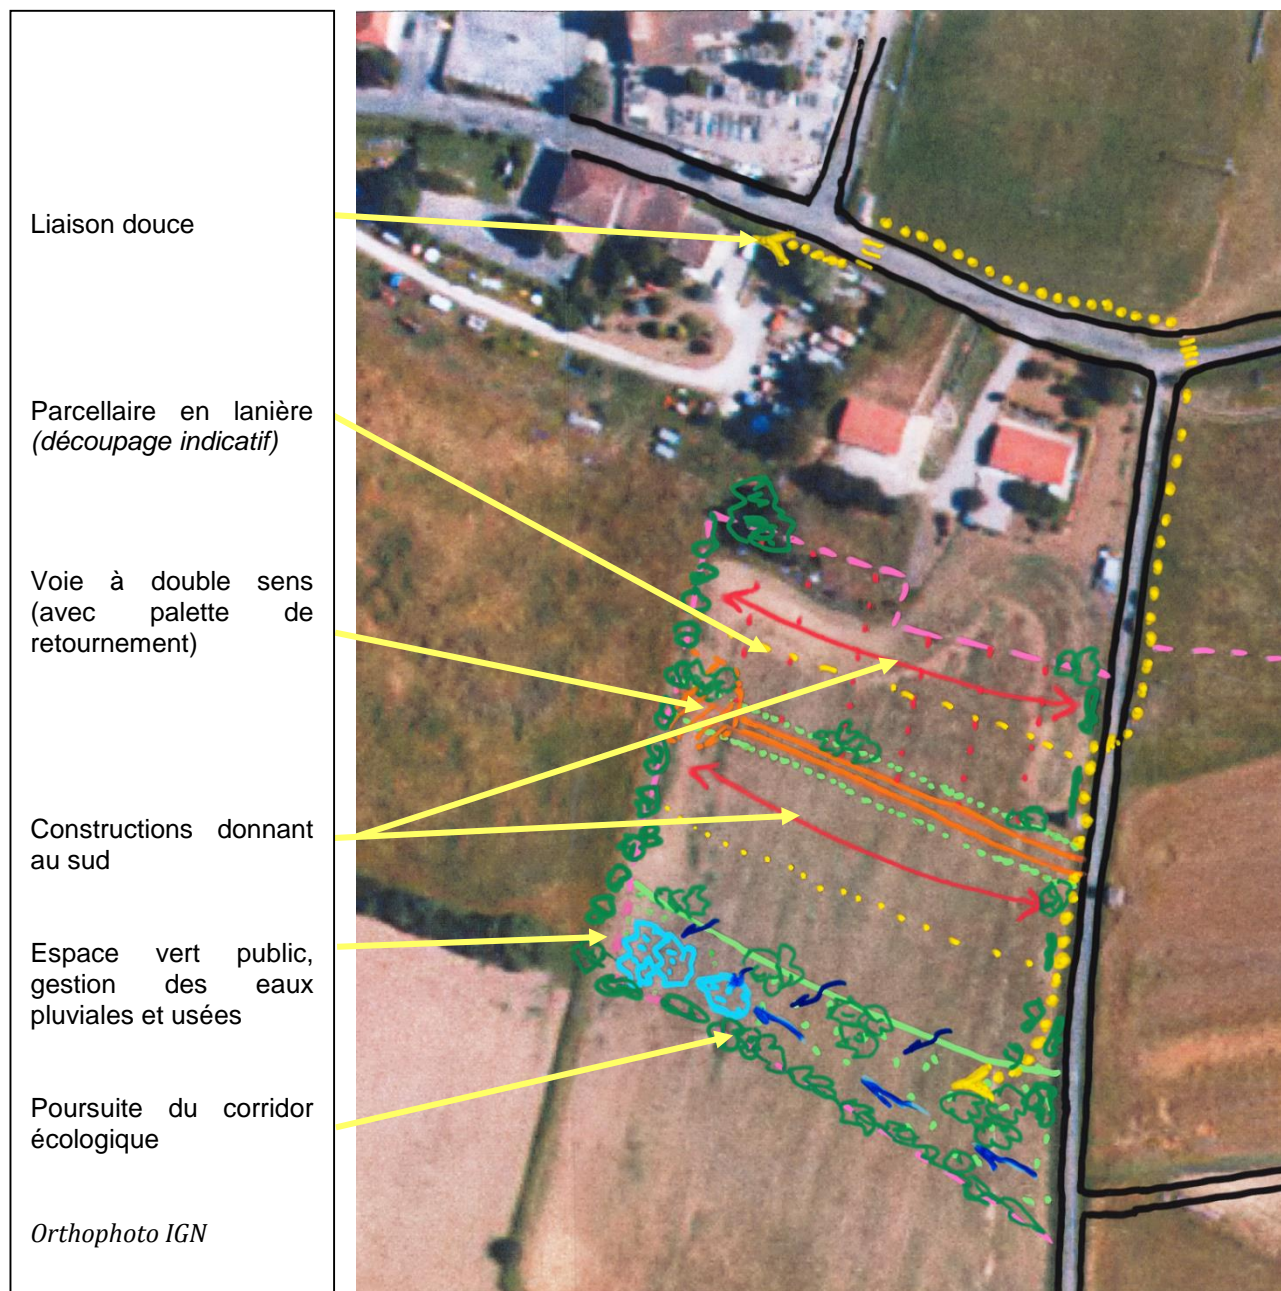 Liaison douce
Parcellaire en lanière
(découpage indicatif)
Voie à double sens
(avec palette de
retournement)
Constructions donnant
au sud
Espace vert public,
gestion des eaux
pluviales et usées
Poursuite du corridor
écologique
Orthophoto IGN